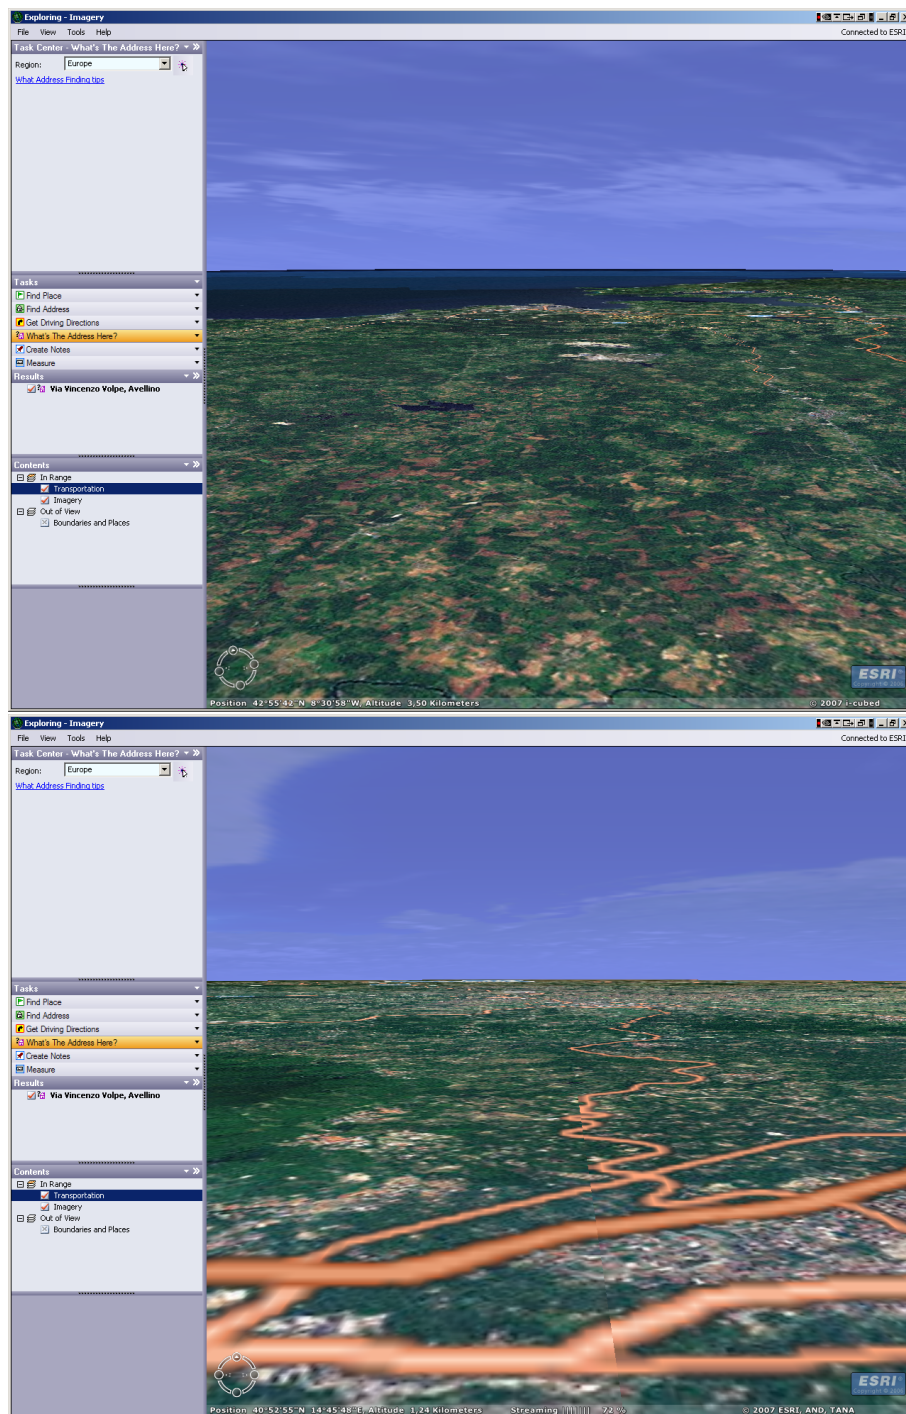 Exploring - Imagery
File View Tools Help
Connected to ESRI
Task Center - What's The Address Here?
Region: Europe
What Address Finding tips
Tasks
Find Place
Find Address
Get Driving Directions
What's The Address Here?
Create Notes
Measure
Results
Via Vincenzo Volpe, Avellino
Contents
In Range
Transportation
Imagery
Out of View
Boundaries and Places
ESRI
Copyright © 2006
Position 42°55'42"N 8°30'58"W, Altitude 3,50 Kilometers
© 2007 i-cubed
Exploring - Imagery
File View Tools Help
Connected to ESRI
Task Center - What's The Address Here?
Region: Europe
What Address Finding tips
Tasks
Find Place
Find Address
Get Driving Directions
What's The Address Here?
Create Notes
Measure
Results
Via Vincenzo Volpe, Avellino
Contents
In Range
Transportation
Imagery
Out of View
Boundaries and Places
ESRI
Copyright © 2006
Position 40°52'55"N 14°45'48"E, Altitude 1,24 Kilometers Streaming 72 %
© 2007 ESRI, AND, TANA